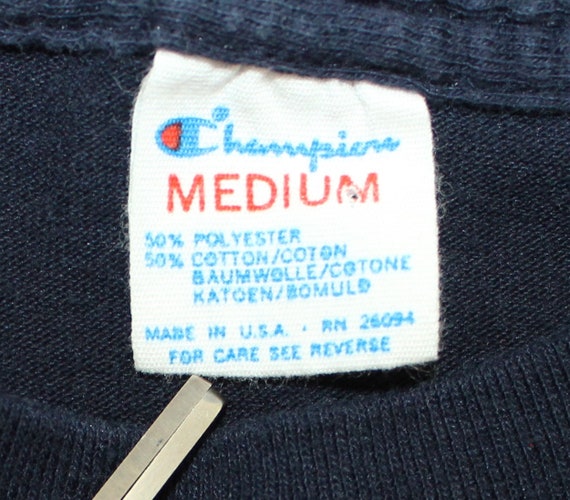 Champion
MEDIUM
50% POLYESTER
50% COTTON/COTON
BAUMWOLLE/COTONE
KATOEN/BOMULD
MADE IN U.S.A. · RN 26094
FOR CARE SEE REVERSE